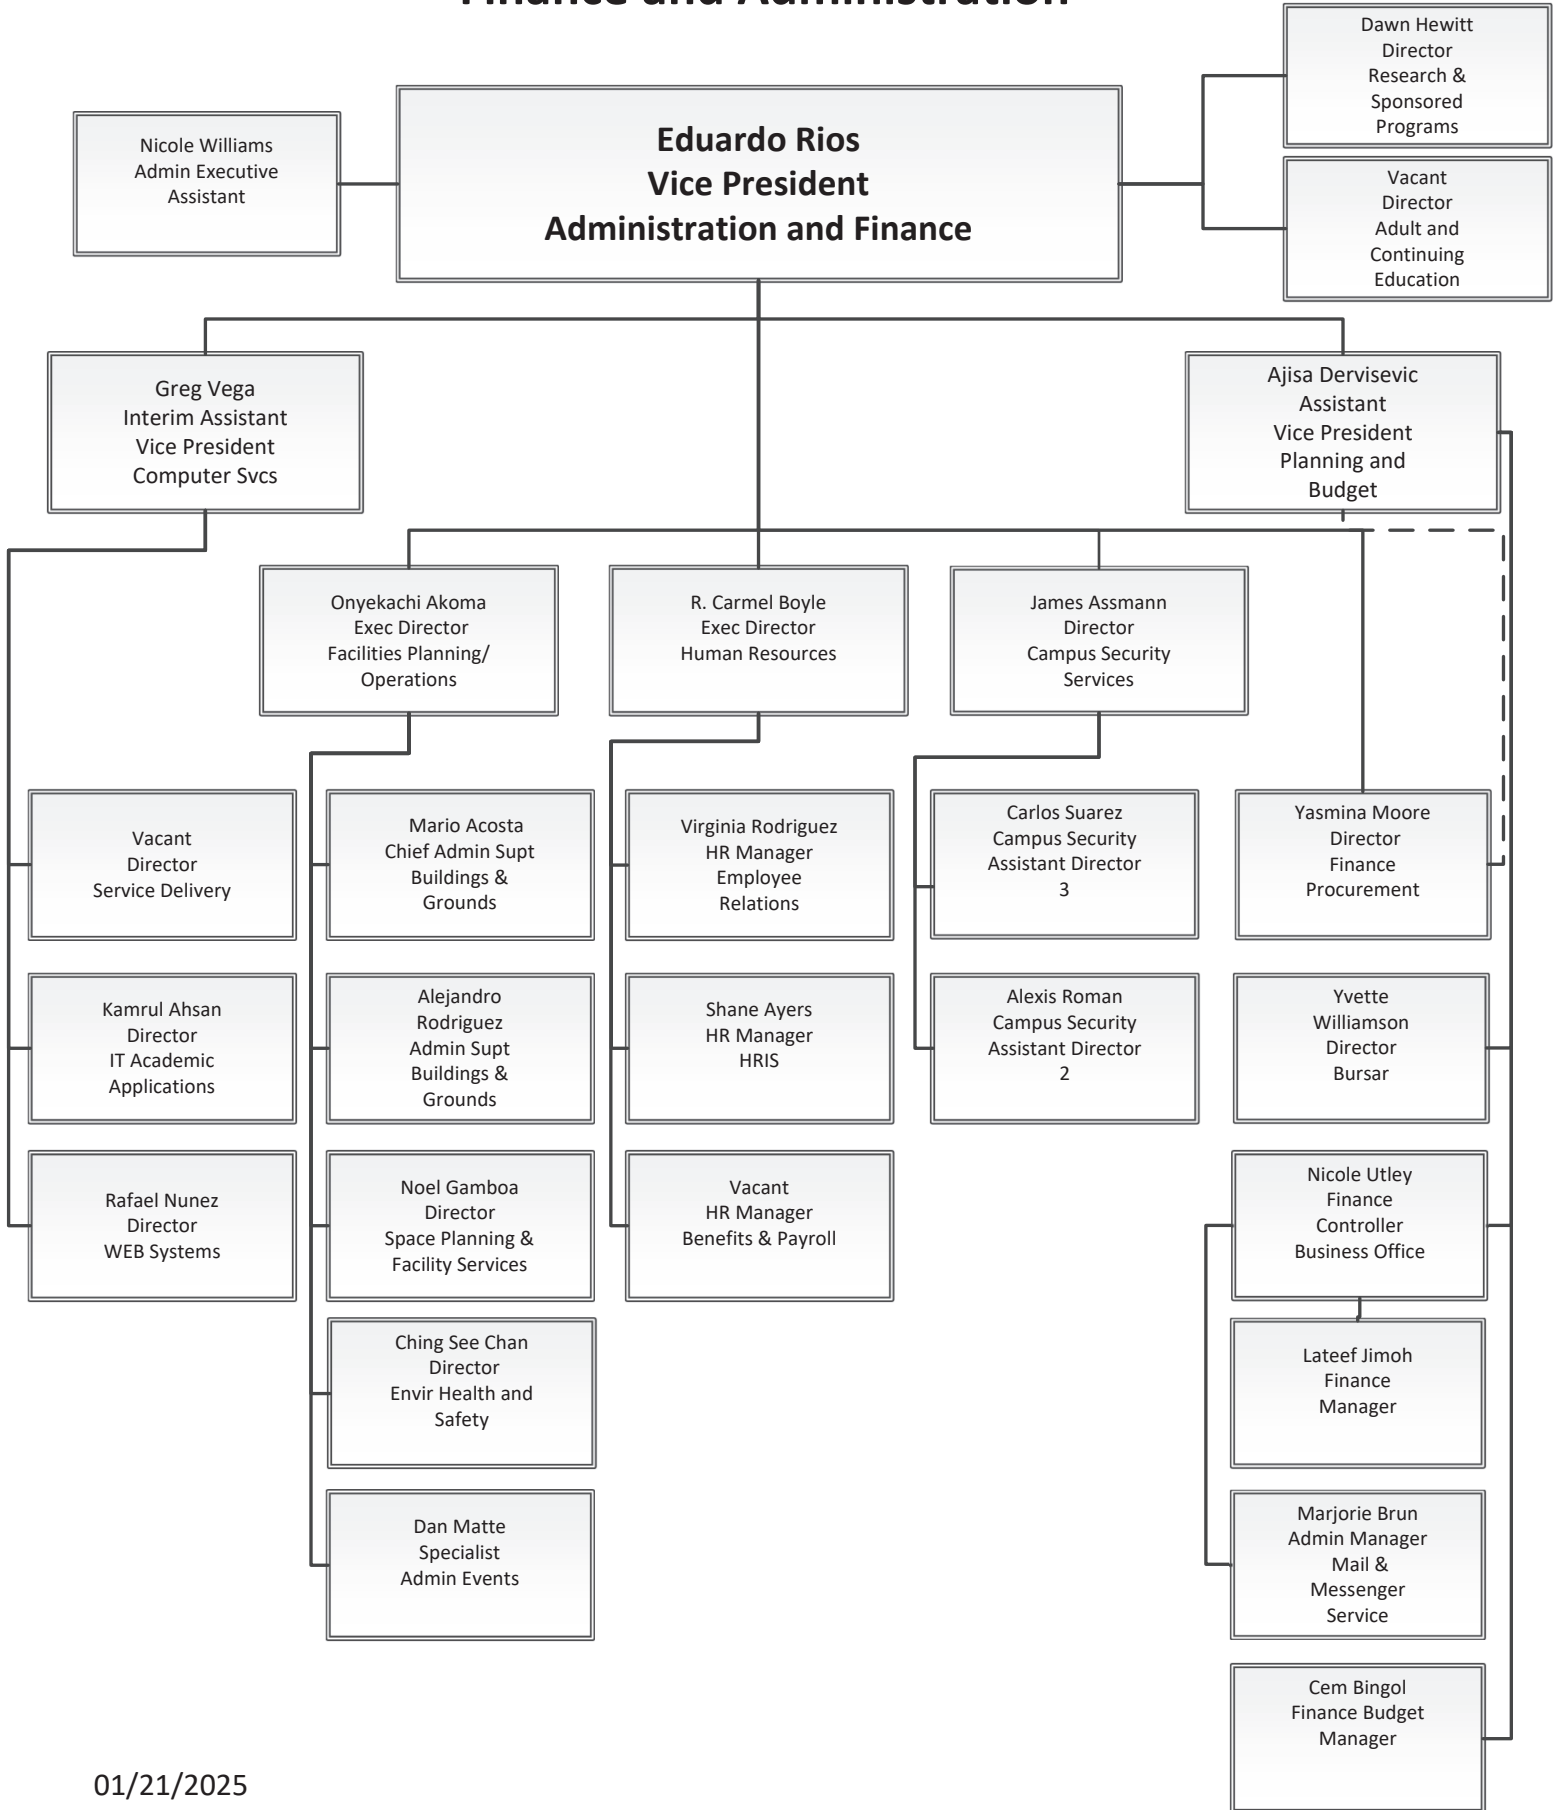 Finance and Administration
Dawn Hewitt
Director
Research &
Sponsored
Programs
Nicole Williams
Admin Executive
Assistant
Eduardo Rios
Vice President
Administration and Finance
Vacant
Director
Adult and
Continuing
Education
Greg Vega
Interim Assistant
Vice President
Computer Svcs
Ajisa Dervisevic
Assistant
Vice President
Planning and
Budget
Onyekachi Akoma
Exec Director
Facilities Planning/
Operations
R. Carmel Boyle
Exec Director
Human Resources
James Assmann
Director
Campus Security
Services
Vacant
Director
Service Delivery
Mario Acosta
Chief Admin Supt
Buildings &
Grounds
Virginia Rodriguez
HR Manager
Employee
Relations
Carlos Suarez
Campus Security
Assistant Director
3
Yasmina Moore
Director
Finance
Procurement
Kamrul Ahsan
Director
IT Academic
Applications
Alejandro
Rodriguez
Admin Supt
Buildings &
Grounds
Shane Ayers
HR Manager
HRIS
Alexis Roman
Campus Security
Assistant Director
2
Yvette
Williamson
Director
Bursar
Rafael Nunez
Director
WEB Systems
Noel Gamboa
Director
Space Planning &
Facility Services
Vacant
HR Manager
Benefits & Payroll
Nicole Utley
Finance
Controller
Business Office
Ching See Chan
Director
Envir Health and
Safety
Lateef Jimoh
Finance
Manager
Dan Matte
Specialist
Admin Events
Marjorie Brun
Admin Manager
Mail &
Messenger
Service
Cem Bingol
Finance Budget
Manager
01/21/2025